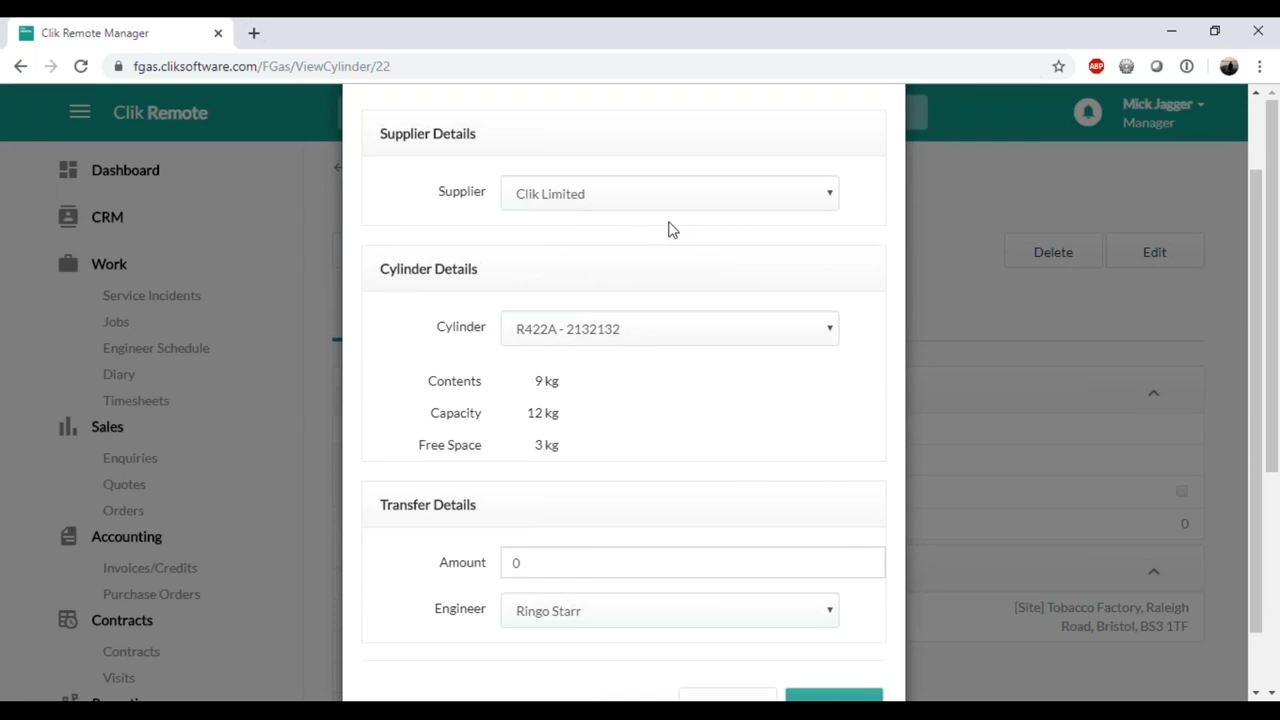 Clik Remote Manager
fgas.cliksoftware.com/FGas/ViewCylinder/22
ABP
Clik Remote
Mick Jagger
Manager
Dashboard
CRM
Work
Service Incidents
Jobs
Engineer Schedule
Diary
Timesheets
Sales
Enquiries
Quotes
Orders
Accounting
Invoices/Credits
Purchase Orders
Contracts
Contracts
Visits
Supplier Details
Supplier Clik Limited
Cylinder Details
Cylinder R422A - 2132132
Contents 9 kg
Capacity 12 kg
Free Space 3 kg
Transfer Details
Amount 0
Engineer Ringo Starr
Delete Edit
0
[Site] Tobacco Factory, Raleigh
Road, Bristol, BS3 1TF